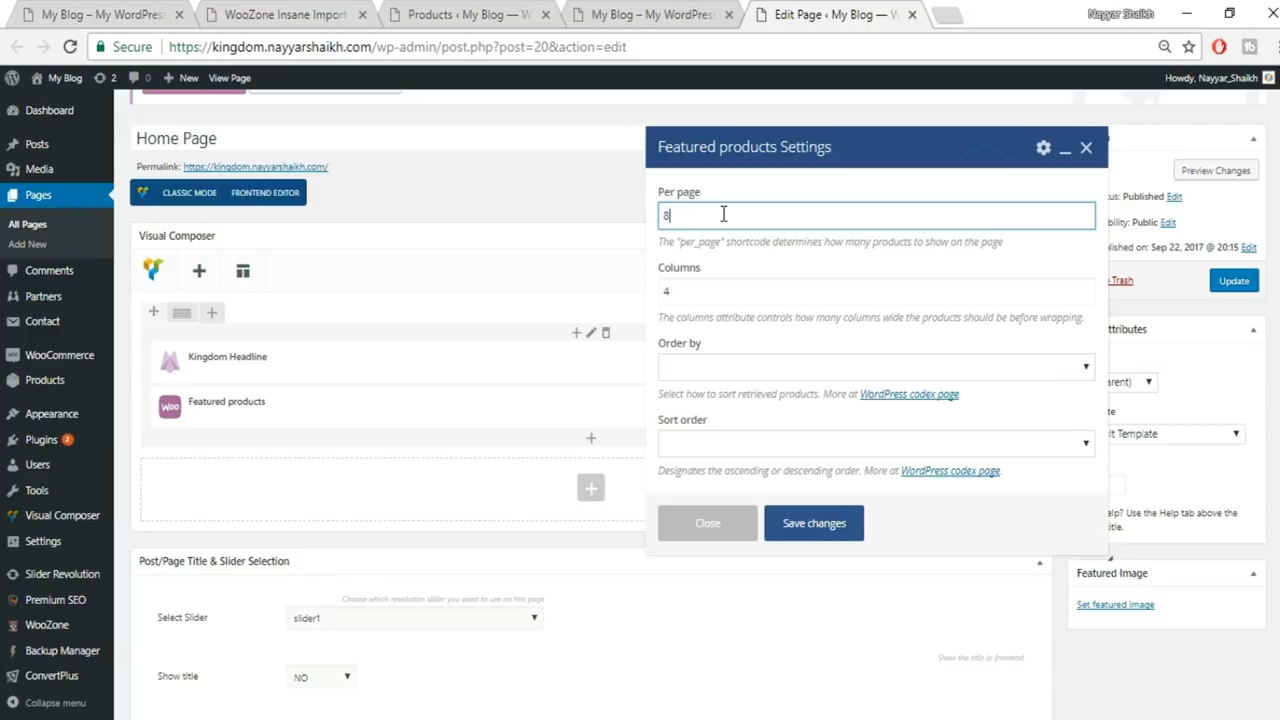 My Blog – My WordPress
WooZone Insane Import
Products ‹ My Blog — W
My Blog – My WordPress
Edit Page ‹ My Blog — W
Nayyar Shaikh
Secure
https://kingdom.nayyarshaikh.com/wp-admin/post.php?post=20&action=edit
My Blog
2
0
New
View Page
Howdy, Nayyar_Shaikh
Dashboard
Posts
Media
Pages
All Pages
Add New
Comments
Partners
Contact
WooCommerce
Products
Appearance
Plugins 2
Users
Tools
Visual Composer
Settings
Slider Revolution
Premium SEO
WooZone
Backup Manager
ConvertPlus
Collapse menu
Home Page
Permalink: https://kingdom.nayyarshaikh.com/
CLASSIC MODE
FRONTEND EDITOR
Visual Composer
Kingdom Headline
Woo
Featured products
Post/Page Title & Slider Selection
Choose which revolution slider you want to use on this page
Select Slider
slider1
Show the title in frontend.
Show title
NO
Featured products Settings
Per page
8
The "per_page" shortcode determines how many products to show on the page
Columns
4
The columns attribute controls how many columns wide the products should be before wrapping.
Order by
Select how to sort retrieved products. More at WordPress codex page.
Sort order
Designates the ascending or descending order. More at WordPress codex page.
Close
Save changes
Preview Changes
us: Published Edit
bility: Public Edit
lished on: Sep 22, 2017 @ 20:15 Edit
Trash
Update
ttributes
arent)
te
lt Template
elp? Use the Help tab above the
title.
Featured Image
Set featured image